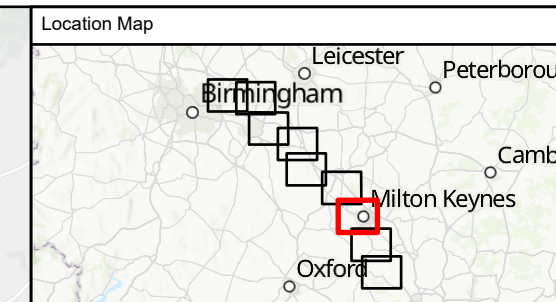 Location Map
Leicester
Peterborou
Birmingham
Camb
Milton Keynes
Oxford